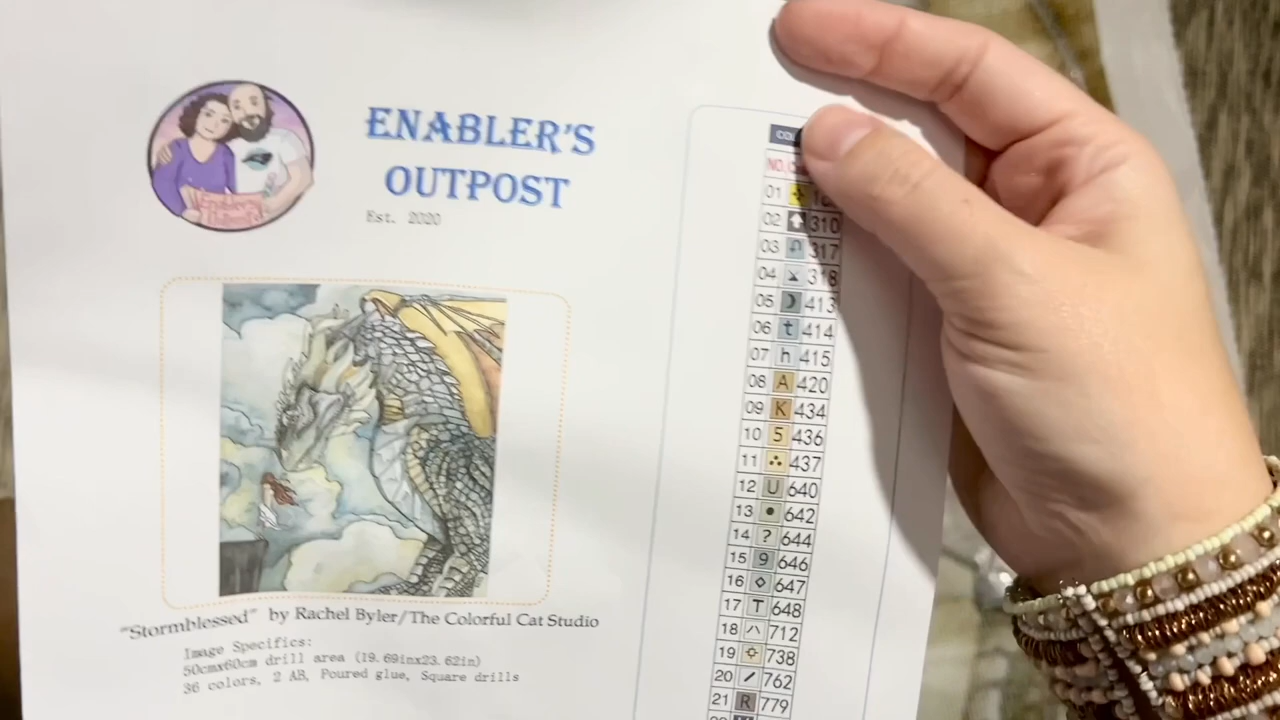 ENABLER'S
OUTPOST
Est. 2020
"Stormblessed" by Rachel Byler/The Colorful Cat Studio
Image Specifics:
50cmx60cm drill area (19.69inx23.62in)
36 colors, 2 AB, Poured glue, Square drills
NO.
01
02 310
03 317
04 318
05 413
06 t 414
07 h 415
08 A 420
09 K 434
10 5 436
11 437
12 U 640
13 642
14 ? 644
15 9 646
16 647
17 T 648
18 712
19 738
20 762
21 R 779